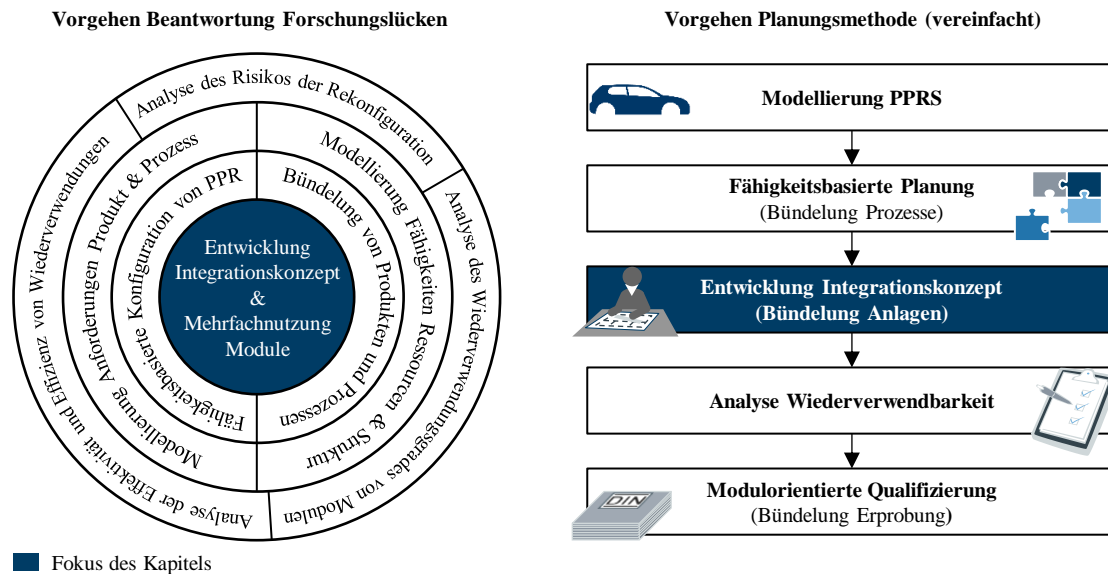 Vorgehen Beantwortung Forschungslücken
Analyse des Risikos der Rekonfiguration
Analyse des Wiederverwendungsgrades von Modulen
Analyse der Effektivität und Effizienz von Wiederverwendungen
Modellierung Anforderungen Produkt & Prozess
Modellierung Fähigkeiten Ressourcen & Struktur
Fähigkeitsbasierte Konfiguration von PPR
Bündelung von Produkten und Prozessen
Entwicklung
Integrationskonzept
&
Mehrfachnutzung
Module
Fokus des Kapitels
Vorgehen Planungsmethode (vereinfacht)
Modellierung PPRS
Fähigkeitsbasierte Planung
(Bündelung Prozesse)
Entwicklung Integrationskonzept
(Bündelung Anlagen)
Analyse Wiederverwendbarkeit
Modulorientierte Qualifizierung
(Bündelung Erprobung)
DIN